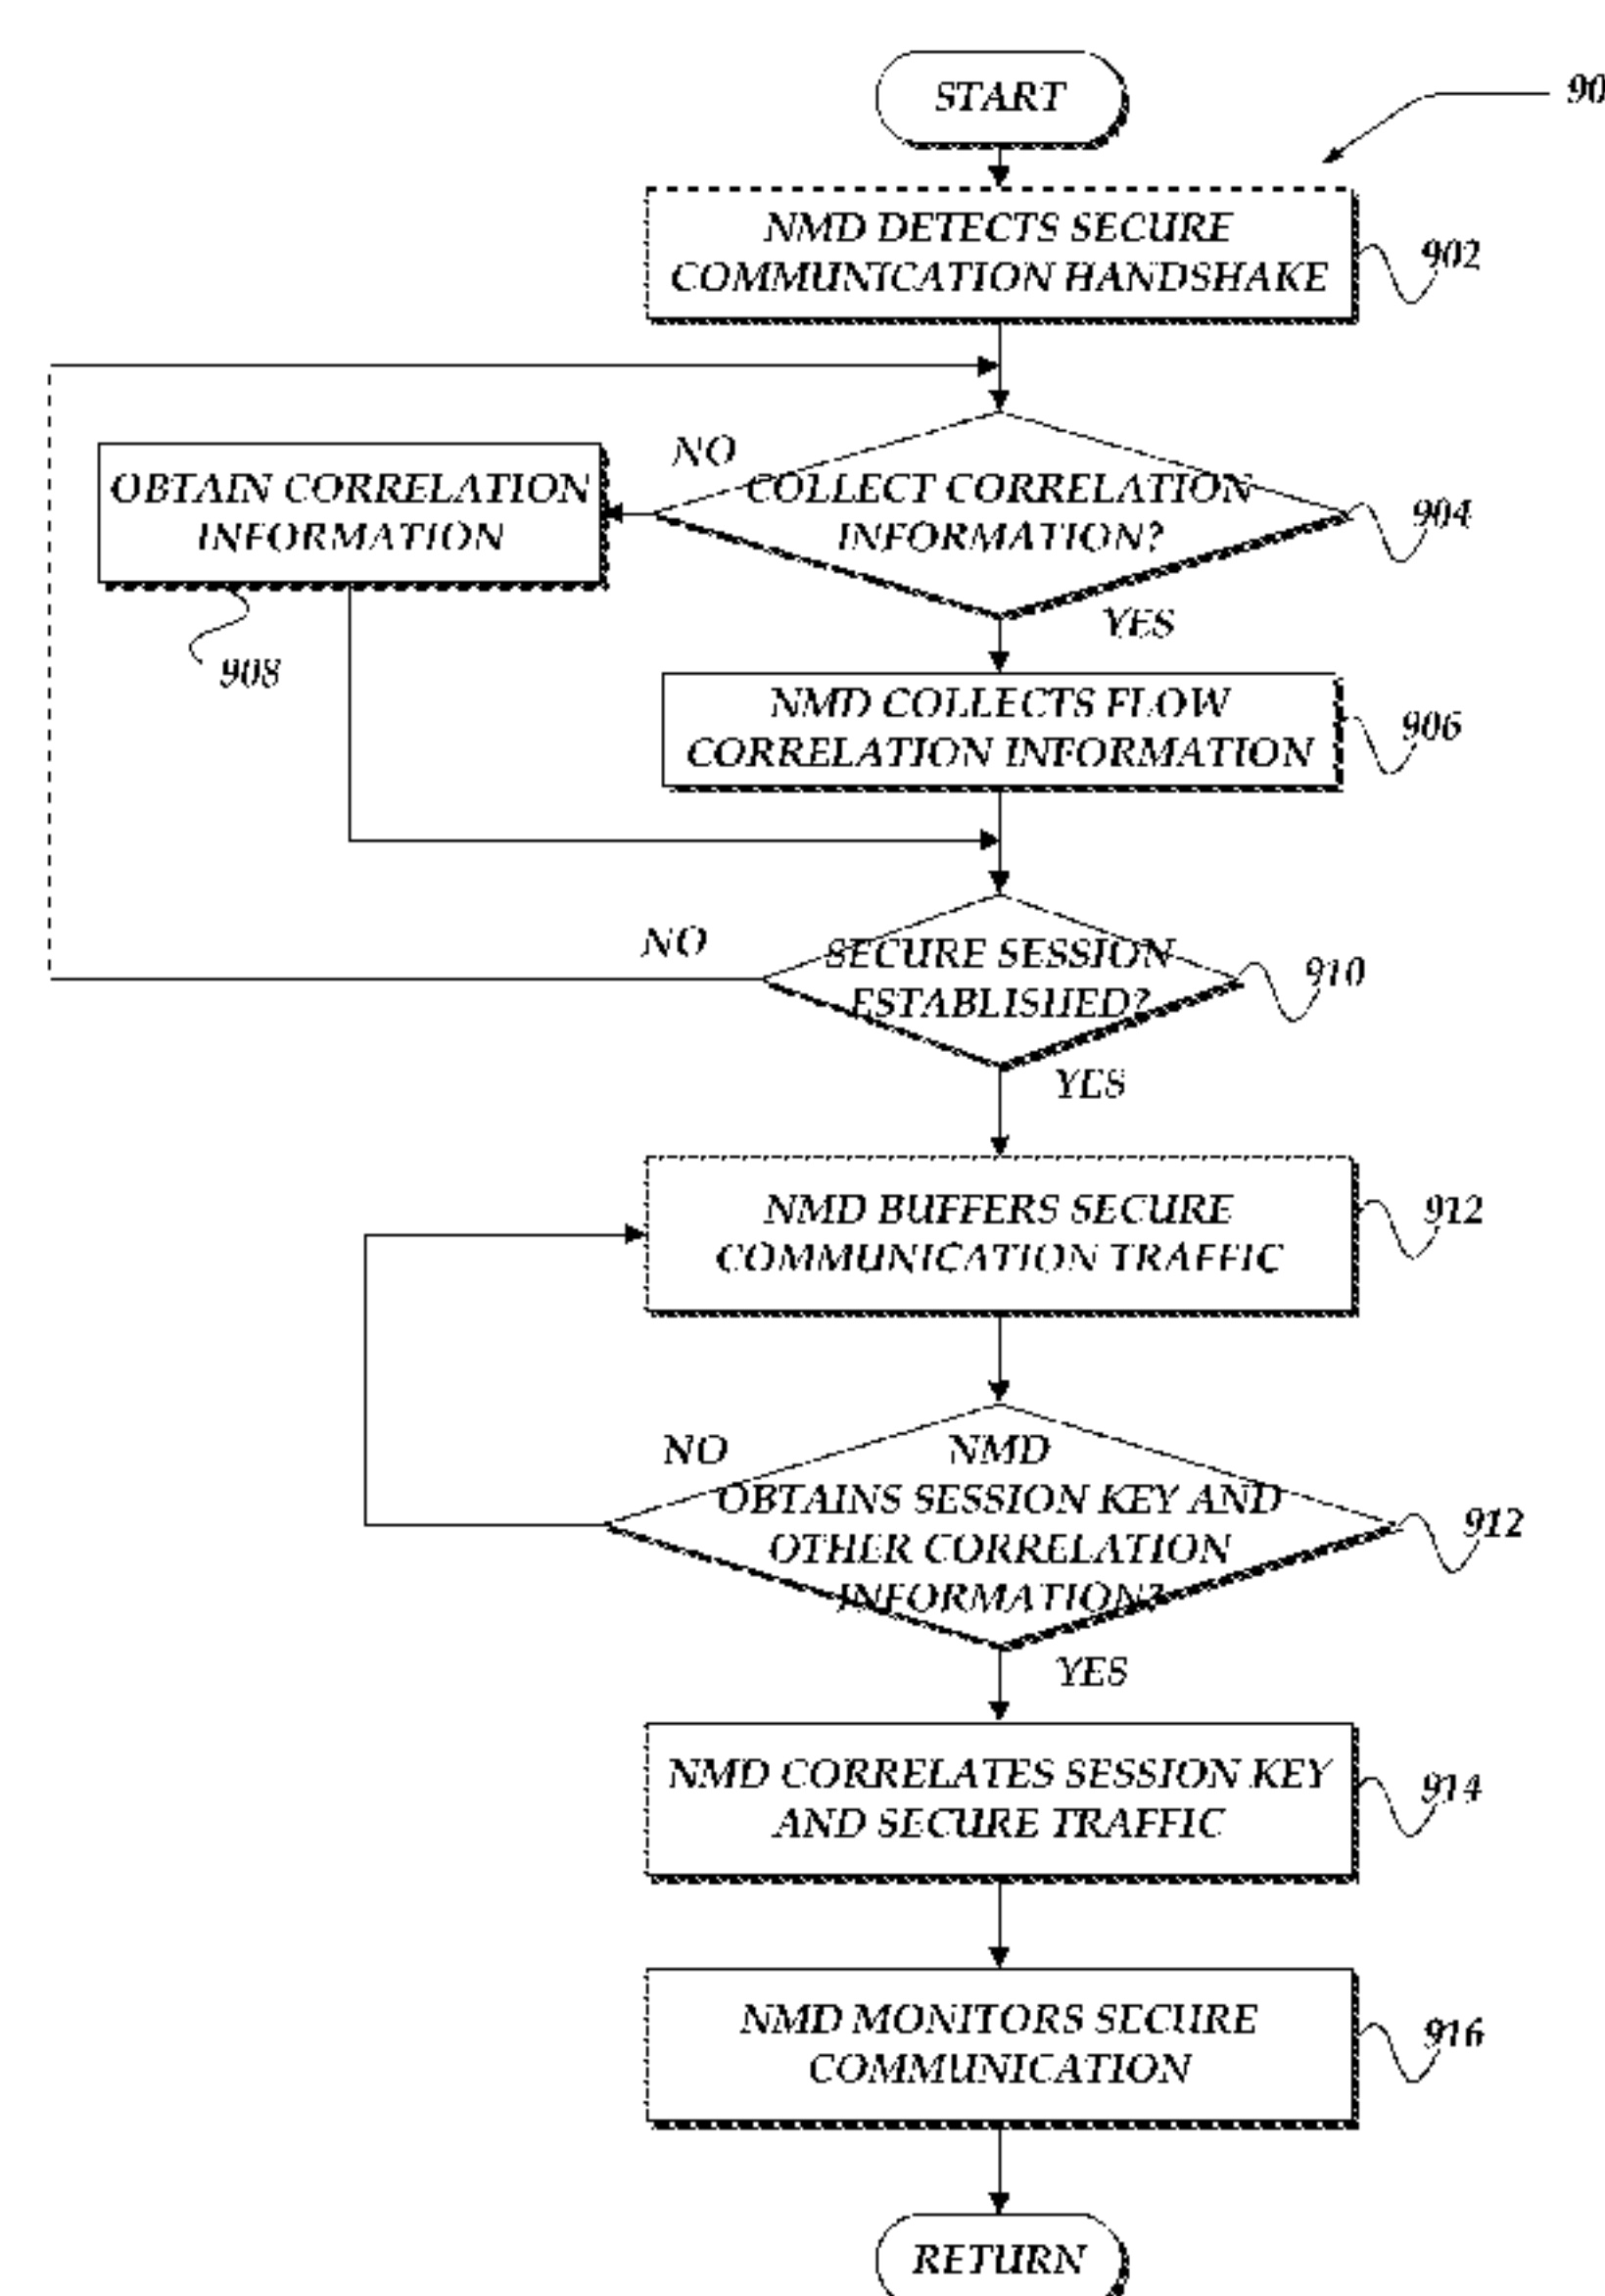 START
90
NMD DETECTS SECURE
COMMUNICATION HANDSHAKE
902
NO
COLLECT CORRELATION
INFORMATION?
904
OBTAIN CORRELATION
INFORMATION
908
YES
NMD COLLECTS FLOW
CORRELATION INFORMATION
906
NO
SECURE SESSION
ESTABLISHED?
910
YES
NMD BUFFERS SECURE
COMMUNICATION TRAFFIC
912
NO
NMD
OBTAINS SESSION KEY AND
OTHER CORRELATION
INFORMATION?
912
YES
NMD CORRELATES SESSION KEY
AND SECURE TRAFFIC
914
NMD MONITORS SECURE
COMMUNICATION
916
RETURN